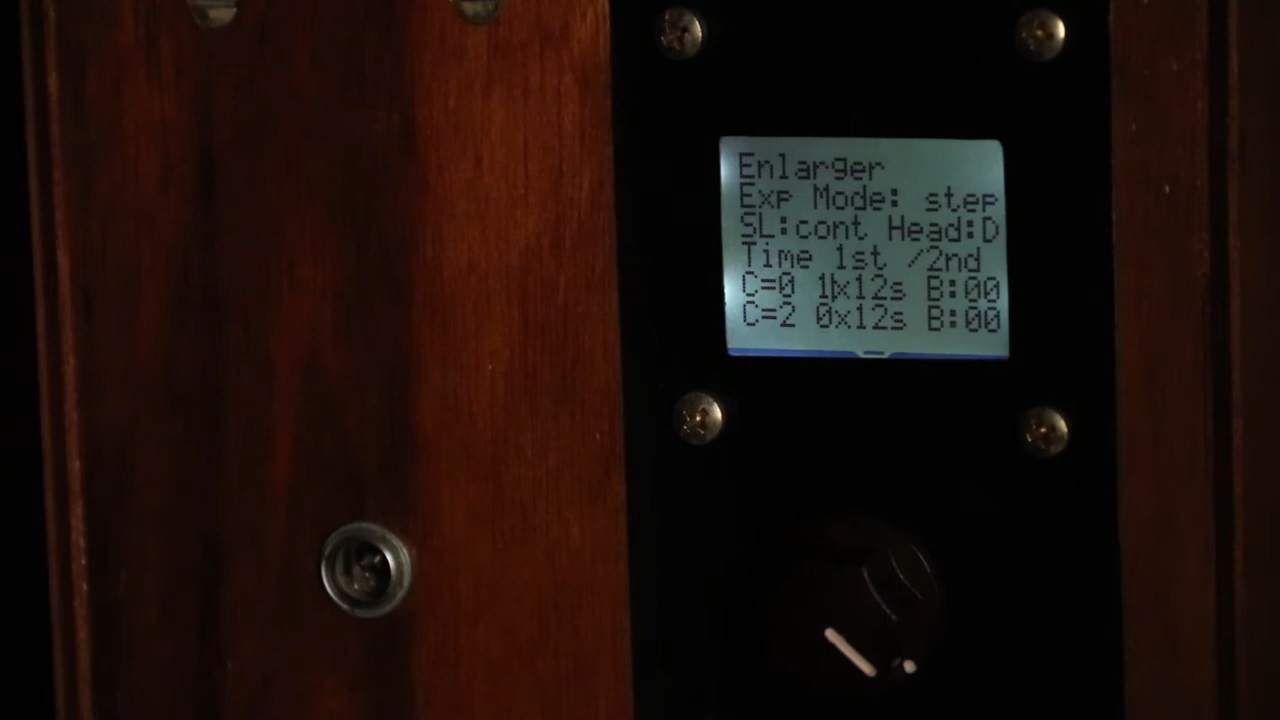 Enlarger
Exp Mode: step
SL:cont Head:D
Time 1st /2nd
C=0 1x12s B:00
C=2 0x12s B:00